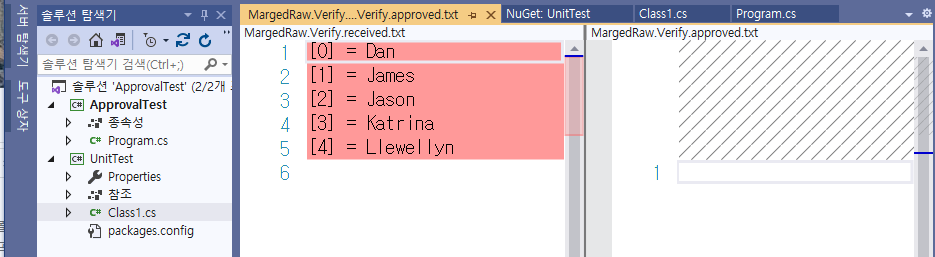 서버 탐색기
도구 상자
솔루션 탐색기
솔루션 탐색기 검색(Ctrl+;)
솔루션 'ApprovalTest' (2/2개
ApprovalTest
종속성
Program.cs
UnitTest
Properties
참조
Class1.cs
packages.config
MargedRaw.Verify....Verify.approved.txt
NuGet: UnitTest
Class1.cs
Program.cs
MargedRaw.Verify.received.txt
1 [0] = Dan
2 [1] = James
3 [2] = Jason
4 [3] = Katrina
5 [4] = Llewellyn
6
MargedRaw.Verify.approved.txt
1